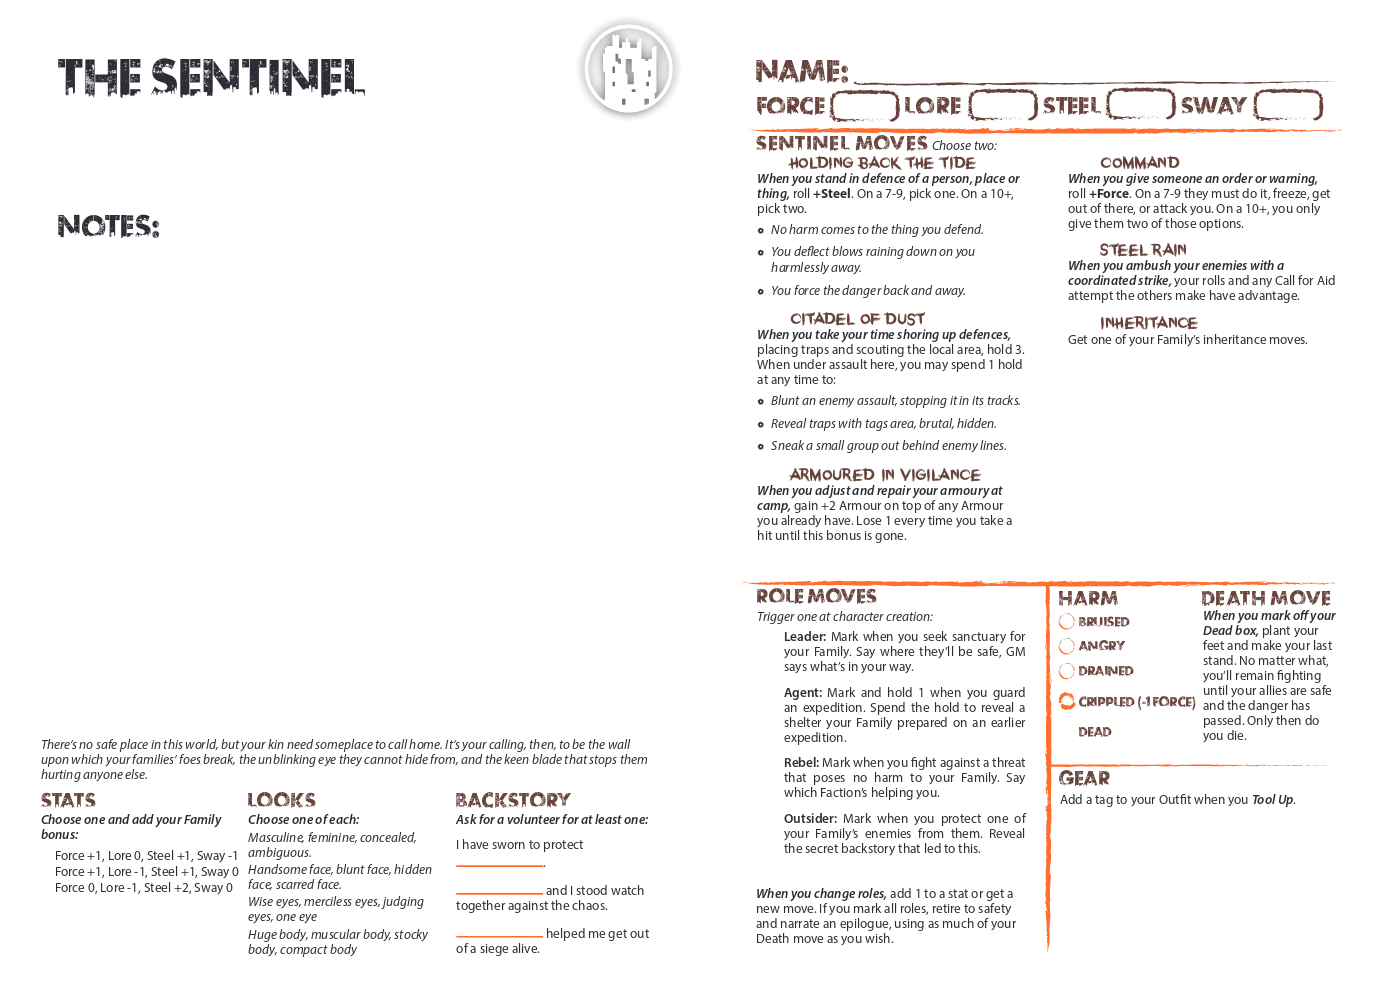 THE SENTINEL
NOTES:
There's no safe place in this world, but your kin need someplace to call home. It's your calling, then, to be the wall
upon which your families' foes break, the unblinking eye they cannot hide from, and the keen blade that stops them
hurting anyone else.
STATS
Choose one and add your Family
bonus:
Force +1, Lore 0, Steel +1, Sway -1
Force +1, Lore -1, Steel +1, Sway 0
Force 0, Lore -1, Steel +2, Sway 0
LOOKS
Choose one of each:
Masculine, feminine, concealed,
ambiguous.
Handsome face, blunt face, hidden
face, scarred face.
Wise eyes, merciless eyes, judging
eyes, one eye
Huge body, muscular body, stocky
body, compact body
BACKSTORY
Ask for a volunteer for at least one:
I have sworn to protect
.
and I stood watch
together against the chaos.
helped me get out
of a siege alive.
NAME:
FORCE LORE STEEL SWAY
SENTINEL MOVES Choose two:
HOLDING BACK THE TIDE
When you stand in defence of a person, place or
thing, roll +Steel. On a 7-9, pick one. On a 10+,
pick two.
No harm comes to the thing you defend.
You deflect blows raining down on you
harmlessly away.
You force the danger back and away.
CITADEL OF DUST
When you take your time shoring up defences,
placing traps and scouting the local area, hold 3.
When under assault here, you may spend 1 hold
at any time to:
Blunt an enemy assault, stopping it in its tracks.
Reveal traps with tags area, brutal, hidden.
Sneak a small group out behind enemy lines.
ARMOURED IN VIGILANCE
When you adjust and repair your armoury at
camp, gain +2 Armour on top of any Armour
you already have. Lose 1 every time you take a
hit until this bonus is gone.
COMMAND
When you give someone an order or warning,
roll +Force. On a 7-9 they must do it, freeze, get
out of there, or attack you. On a 10+, you only
give them two of those options.
STEEL RAIN
When you ambush your enemies with a
coordinated strike, your rolls and any Call for Aid
attempt the others make have advantage.
INHERITANCE
Get one of your Family's inheritance moves.
ROLE MOVES
Trigger one at character creation:
Leader: Mark when you seek sanctuary for
your Family. Say where they'll be safe, GM
says what's in your way.
Agent: Mark and hold 1 when you guard
an expedition. Spend the hold to reveal a
shelter your Family prepared on an earlier
expedition.
Rebel: Mark when you fight against a threat
that poses no harm to your Family. Say
which Faction's helping you.
Outsider: Mark when you protect one of
your Family's enemies from them. Reveal
the secret backstory that led to this.
When you change roles, add 1 to a stat or get a
new move. If you mark all roles, retire to safety
and narrate an epilogue, using as much of your
Death move as you wish.
HARM
BRUISED
ANGRY
DRAINED
CRIPPLED (-1 FORCE)
DEAD
DEATH MOVE
When you mark off your
Dead box, plant your
feet and make your last
stand. No matter what,
you'll remain fighting
until your allies are safe
and the danger has
passed. Only then do
you die.
GEAR
Add a tag to your Outfit when you Tool Up.